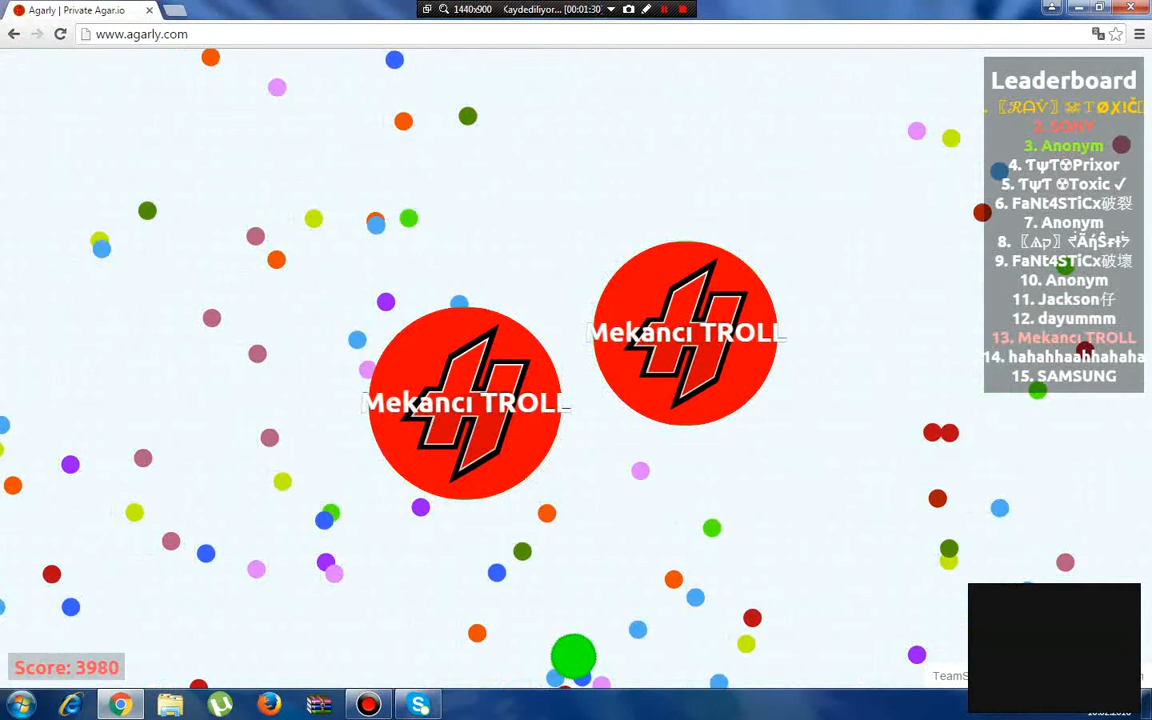 Agarly | Private Agar.io
1440x900
Kaydediliyor... [00:01:30]
www.agarly.com
Leaderboard
2. SONY
3. Anonym
4. ƬψƬ☢Prixor
5. ƬψƬ ☢Toxic ✓
6. FaNt4STiCx破裂
7. Anonym
9. FaNt4STiCx破壞
10. Anonym
11. Jackson仔
12. dayummm
13. Mekancı TROLL
14. hahahhaahhahaha
15. SAMSUNG
Mekancı TROLL
Mekancı TROLL
Score: 3980